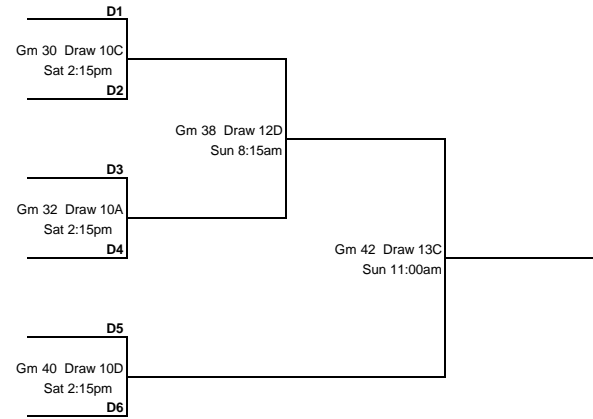 D1
Gm 30 Draw 10C
Sat 2:15pm
D2
Gm 38 Draw 12D
Sun 8:15am
D3
Gm 32 Draw 10A
Sat 2:15pm
D4
Gm 42 Draw 13C
Sun 11:00am
D5
Gm 40 Draw 10D
Sat 2:15pm
D6